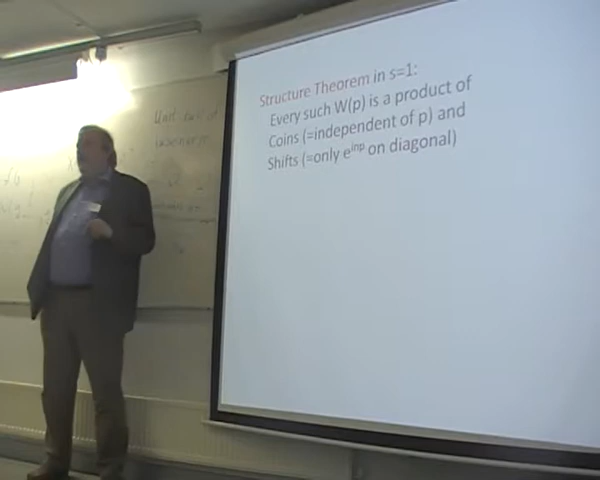 Structure Theorem in s=1:
Every such W(p) is a product of
Coins (=independent of p) and
Shifts (=only e^inp on diagonal)